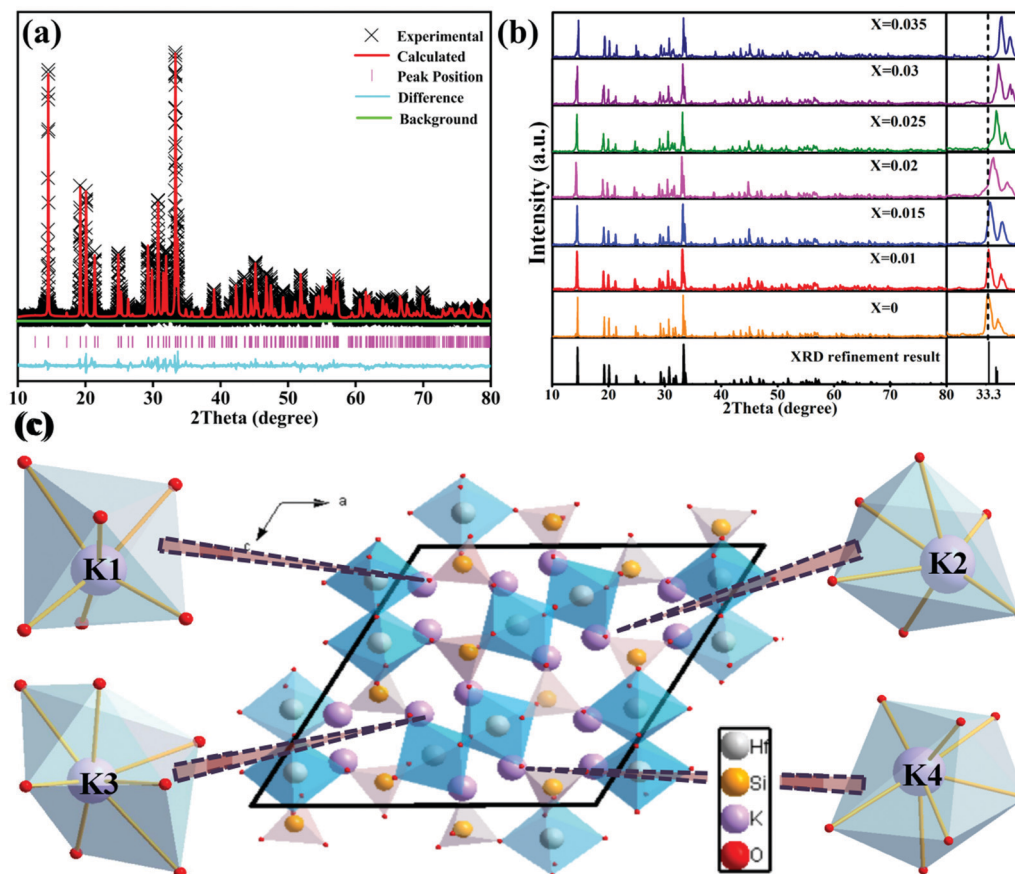 (a)
Experimental
Calculated
Peak Position
Difference
Background
10 20 30 40 50 60 70 80
2Theta (degree)
(b)
Intensity (a.u.)
X=0.035
X=0.03
X=0.025
X=0.02
X=0.015
X=0.01
X=0
XRD refinement result
10 20 30 40 50 60 70 80 33.3
2Theta (degree)
(c)
a
c
K1
K2
K3
K4
Hf
Si
K
O